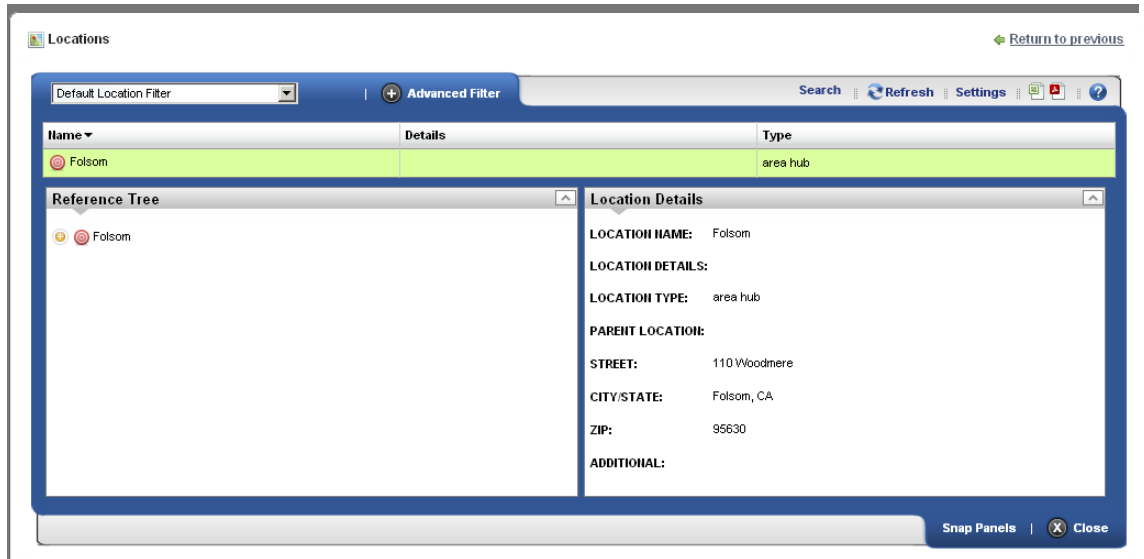 Locations
Return to previous
Default Location Filter | Advanced Filter Search Refresh Settings
Name Details Type
Folsom area hub
Reference Tree
Folsom
Location Details
LOCATION NAME: Folsom
LOCATION DETAILS:
LOCATION TYPE: area hub
PARENT LOCATION:
STREET: 110 Woodmere
CITY/STATE: Folsom, CA
ZIP: 95630
ADDITIONAL:
Snap Panels | Close